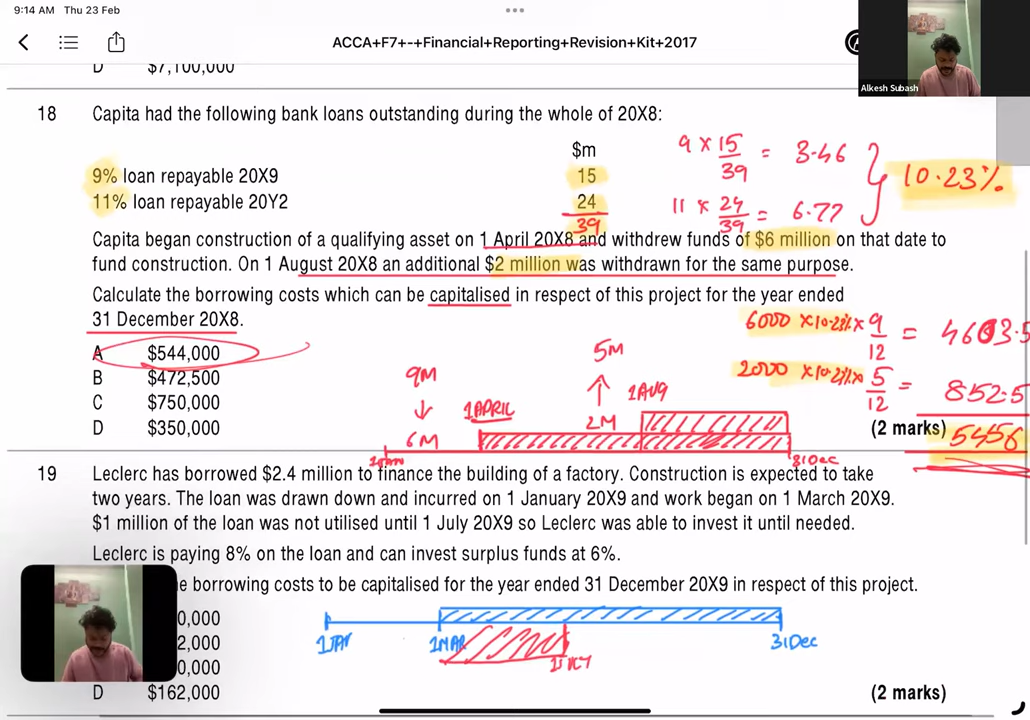 9:14 AM Thu 23 Feb
ACCA+F7+-+Financial+Reporting+Revision+Kit+2017
Alkesh Subash
D $7,100,000
18 Capita had the following bank loans outstanding during the whole of 20X8:
$m
9% loan repayable 20X9 15
11% loan repayable 20Y2 24
39
9 × 15/39 = 3.46
11 × 24/39 = 6.77
10.23%
Capita began construction of a qualifying asset on 1 April 20X8 and withdrew funds of $6 million on that date to
fund construction. On 1 August 20X8 an additional $2 million was withdrawn for the same purpose.
Calculate the borrowing costs which can be capitalised in respect of this project for the year ended
31 December 20X8.
6000 × 10.23% × 9/12 =
2000 × 10.23% × 5/12 = 852.5
5456
A $544,000
B $472,500
C $750,000
D $350,000
(2 marks)
9M
6M
1 APRIL
5M
2M
1 AUG
31 Dec
19 Leclerc has borrowed $2.4 million to finance the building of a factory. Construction is expected to take
two years. The loan was drawn down and incurred on 1 January 20X9 and work began on 1 March 20X9.
$1 million of the loan was not utilised until 1 July 20X9 so Leclerc was able to invest it until needed.
Leclerc is paying 8% on the loan and can invest surplus funds at 6%.
e borrowing costs to be capitalised for the year ended 31 December 20X9 in respect of this project.
0,000
2,000
0,000
D $162,000
(2 marks)
1 JAN
1 MAR
31 Dec